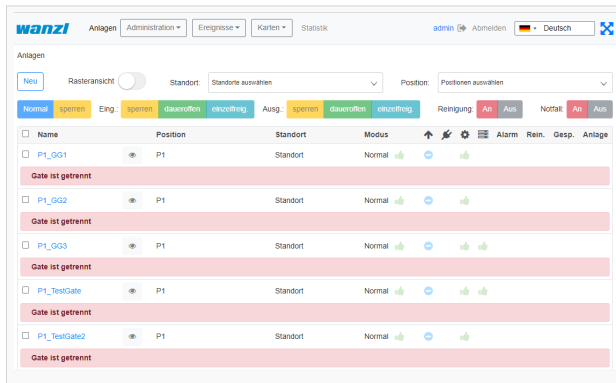 wanzl Anlagen Administration Ereignisse Karten Statistik admin Abmelden Deutsch
Anlagen
Neu Rasteransicht Standort: Standorte auswählen Position: Positionen auswählen
Normal sperren Eing.: sperren daueroffen einzelfreig. Ausg.: sperren daueroffen einzelfreig. Reinigung: An Aus Notfall: An Aus
Name Position Standort Modus Alarm Rein. Gesp. Anlage
P1_GG1 P1 Standort Normal
Gate ist getrennt
P1_GG2 P1 Standort Normal
Gate ist getrennt
P1_GG3 P1 Standort Normal
Gate ist getrennt
P1_TestGate P1 Standort Normal
Gate ist getrennt
P1_TestGate2 P1 Standort Normal
Gate ist getrennt